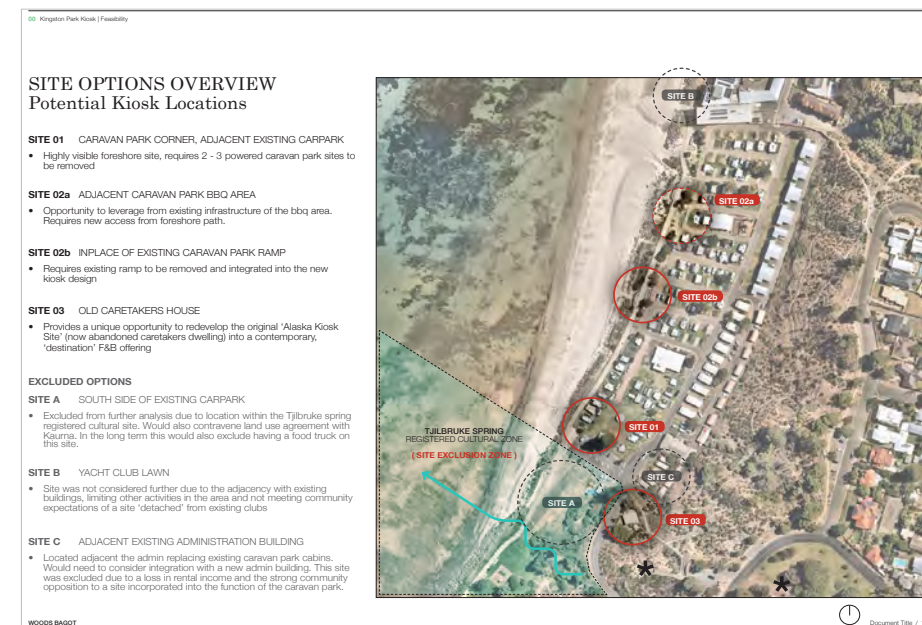 00 Kingston Park Kiosk | Feasibility
SITE OPTIONS OVERVIEW
Potential Kiosk Locations
SITE 01 CARAVAN PARK CORNER, ADJACENT EXISTING CARPARK
• Highly visible foreshore site, requires 2 - 3 powered caravan park sites to
be removed
SITE 02a ADJACENT CARAVAN PARK BBQ AREA
• Opportunity to leverage from existing infrastructure of the bbq area.
Requires new access from foreshore path.
SITE 02b INPLACE OF EXISTING CARAVAN PARK RAMP
• Requires existing ramp to be removed and integrated into the new
kiosk design
SITE 03 OLD CARETAKERS HOUSE
• Provides a unique opportunity to redevelop the original 'Alaska Kiosk
Site' (now abandoned caretakers dwelling) into a contemporary,
'destination' F&B offering
EXCLUDED OPTIONS
SITE A SOUTH SIDE OF EXISTING CARPARK
• Excluded from further analysis due to location within the Tjilbruke spring
registered cultural site. Would also contravene land use agreement with
Kaurna. In the long term this would also exclude having a food truck on
this site.
SITE B YACHT CLUB LAWN
• Site was not considered further due to the adjacency with existing
buildings, limiting other activities in the area and not meeting community
expectations of a site 'detached' from existing clubs
SITE C ADJACENT EXISTING ADMINISTRATION BUILDING
• Located adjacent the admin replacing existing caravan park cabins.
Would need to consider integration with a new admin building. This site
was excluded due to a loss in rental income and the strong community
opposition to a site incorporated into the function of the caravan park.
WOODS BAGOT
SITE B
SITE 02a
SITE 02b
SITE 01
TJILBRUKE SPRING
REGISTERED CULTURAL ZONE
( SITE EXCLUSION ZONE )
SITE C
SITE A
SITE 03
Document Title /